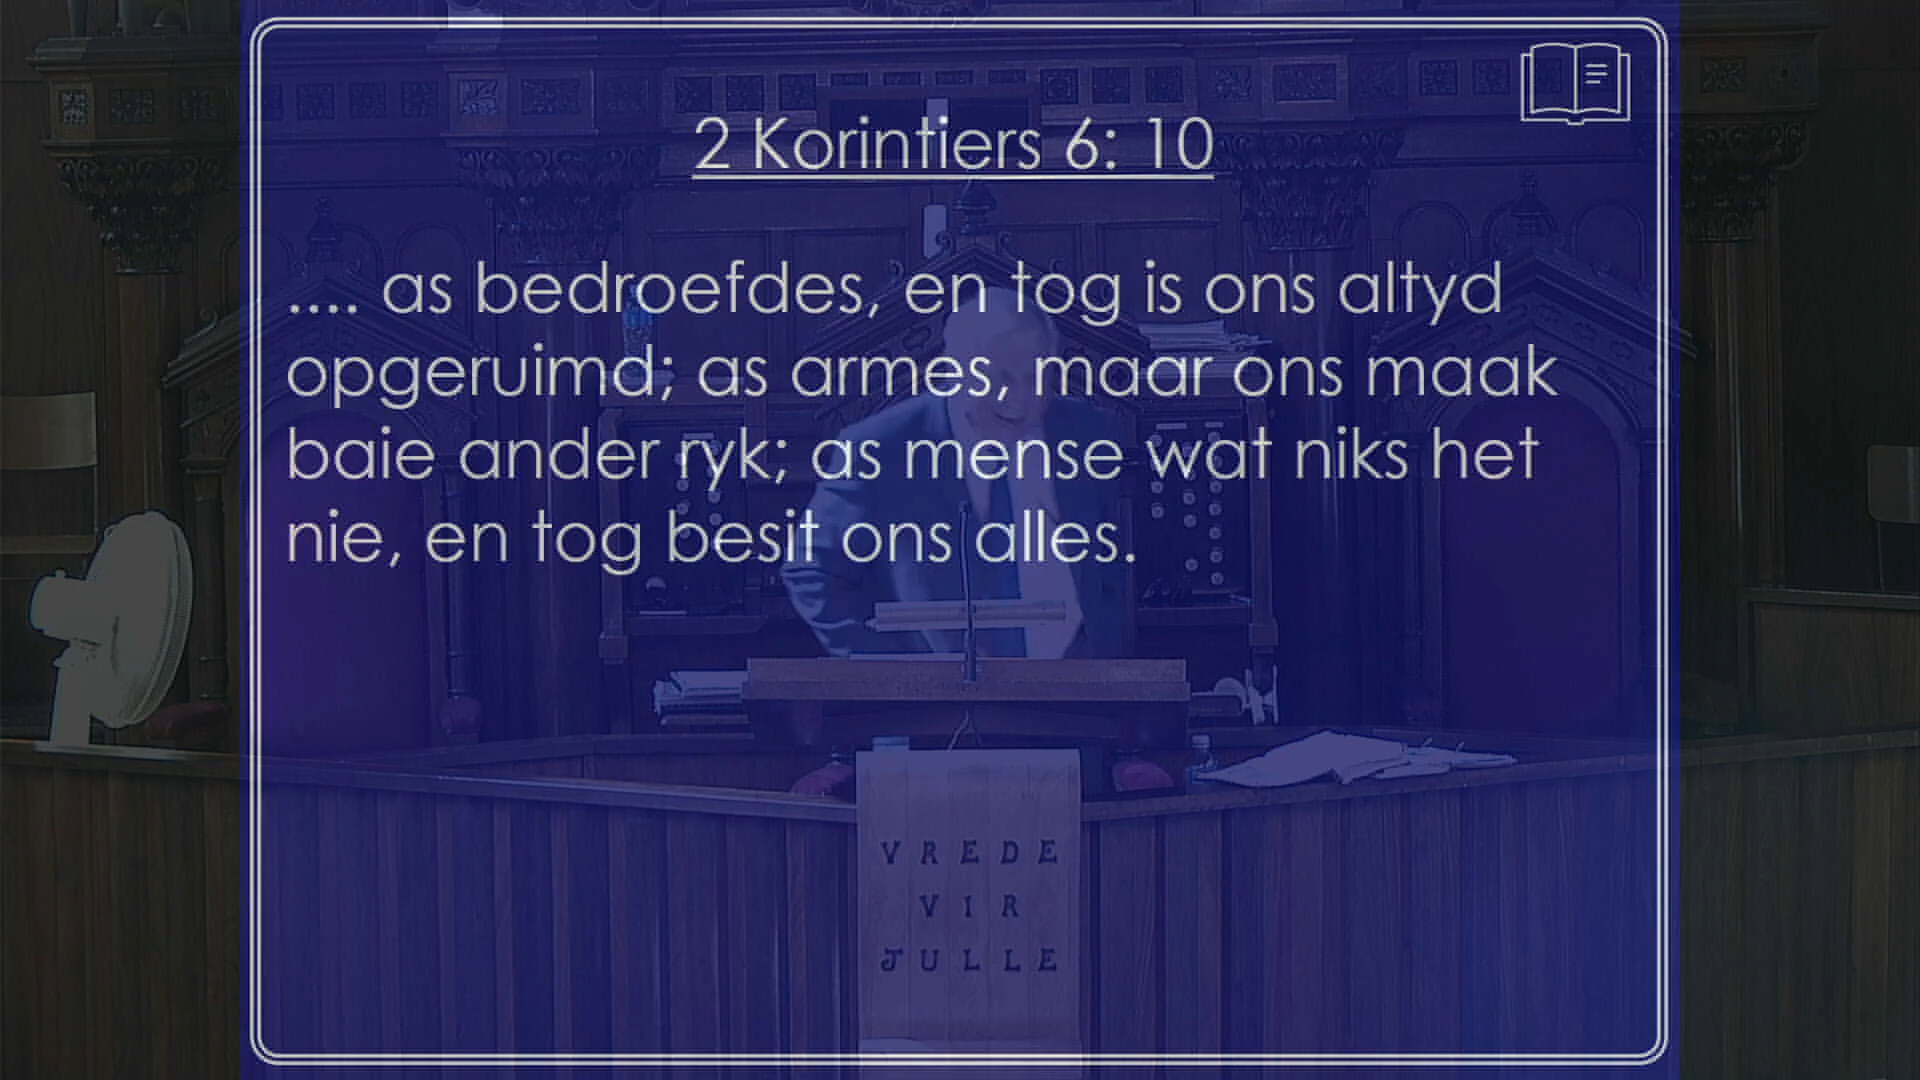 2 Korintiers 6: 10
.... as bedroefdes, en tog is ons altyd
opgeruimd; as armes, maar ons maak
baie ander ryk; as mense wat niks het
nie, en tog besit ons alles.
VREDE
VIR
JULLE